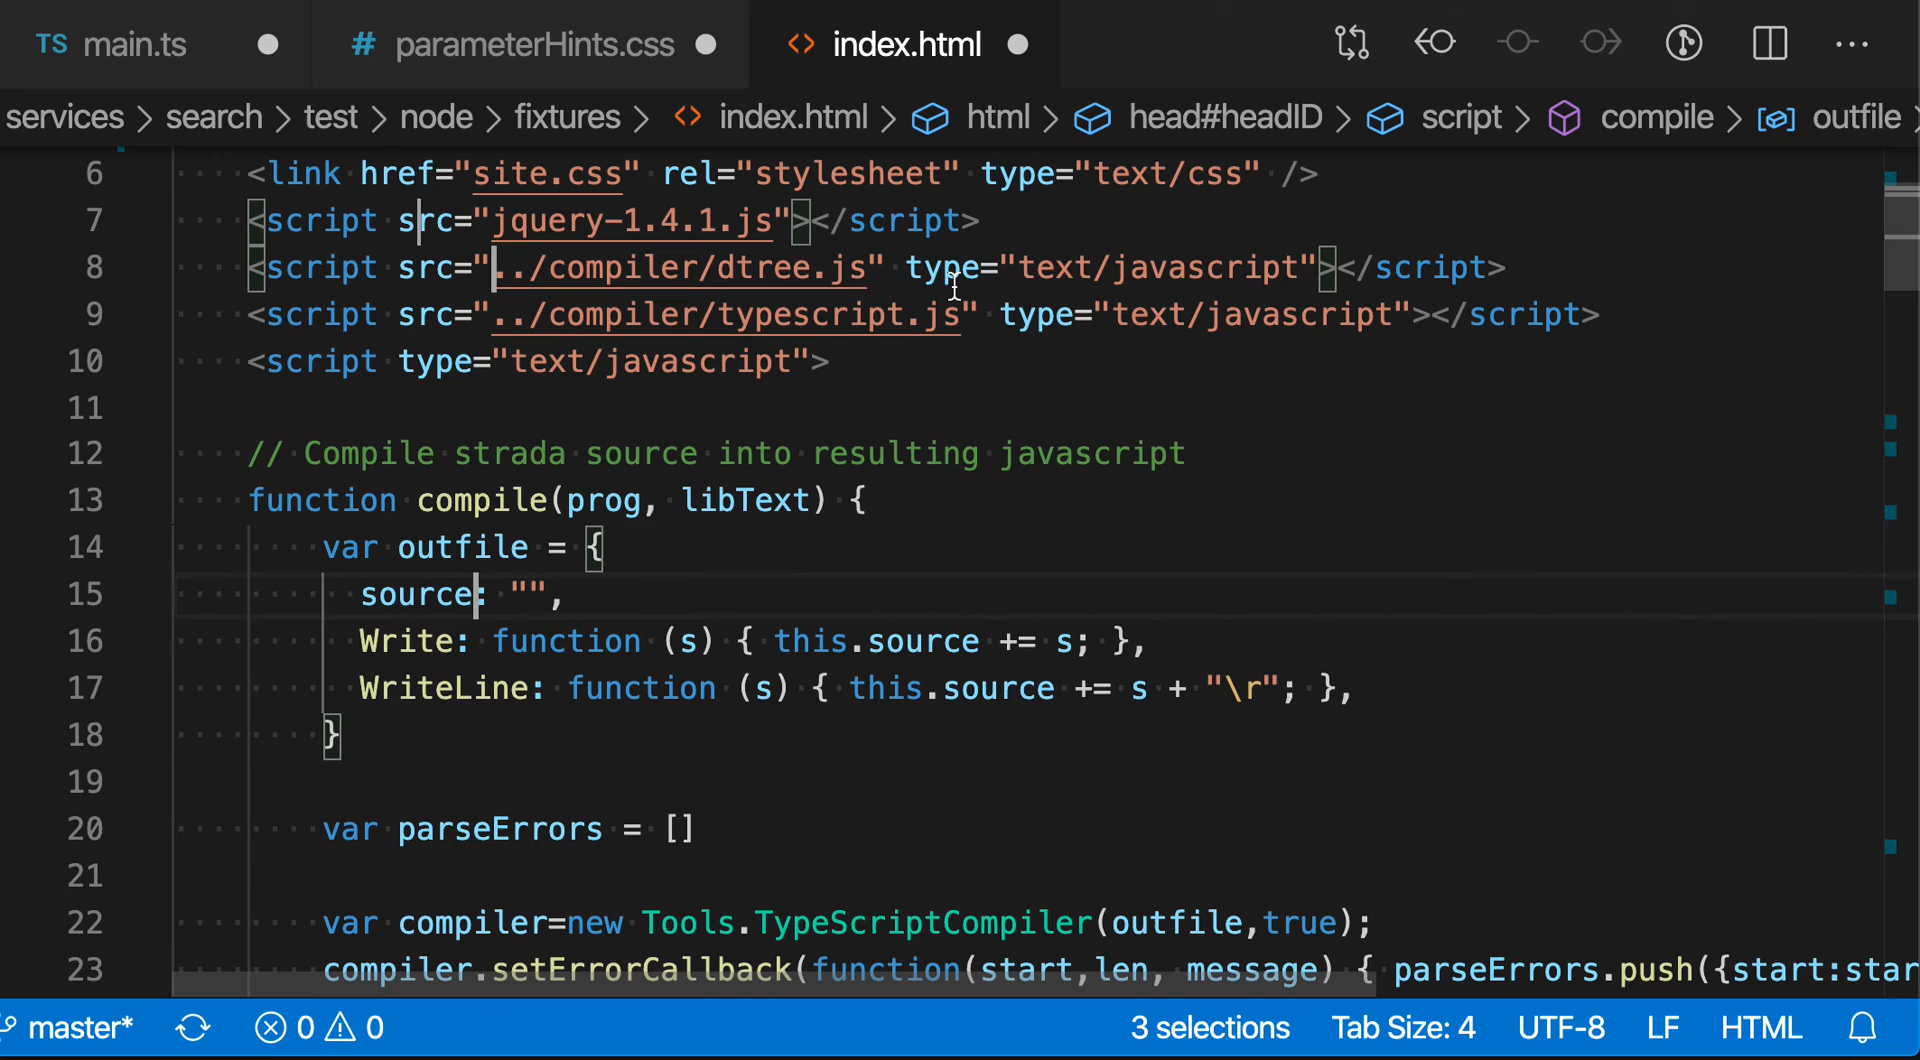 TS main.ts # parameterHints.css <> index.html
services > search > test > node > fixtures > <> index.html > html > head#headID > script > compile > outfile >
6 <link href="site.css" rel="stylesheet" type="text/css" />
7 <script src="jquery-1.4.1.js"></script>
8 <script src="../compiler/dtree.js" type="text/javascript"></script>
9 <script src="../compiler/typescript.js" type="text/javascript"></script>
10 <script type="text/javascript">
11
12 // Compile strada source into resulting javascript
13 function compile(prog, libText) {
14 var outfile = {
15 source: "",
16 Write: function (s) { this.source += s; },
17 WriteLine: function (s) { this.source += s + "\r"; },
18 }
19
20 var parseErrors = []
21
22 var compiler=new Tools.TypeScriptCompiler(outfile,true);
23 compiler.setErrorCallback(function(start,len, message) { parseErrors.push({start:star
master* 0 0 3 selections Tab Size: 4 UTF-8 LF HTML